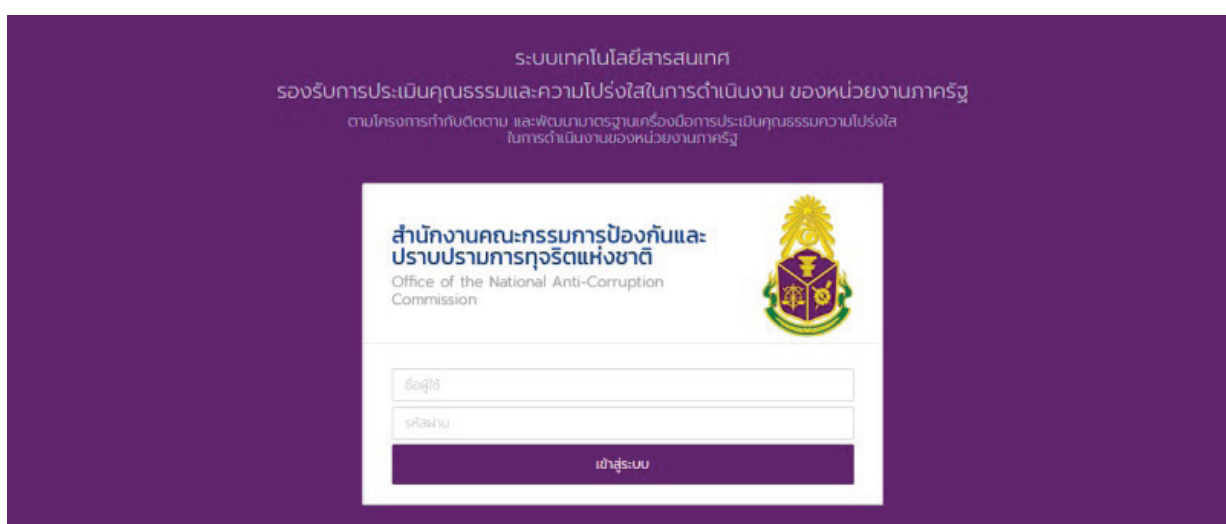 ระบบเทคโนโลยีสารสนเทศ
รองรับการประเมินคุณธรรมและความโปร่งใสในการดำเนินงาน ของหน่วยงานภาครัฐ
ตามโครงการกำกับติดตาม และพัฒนามาตรฐานเครื่องมือการประเมินคุณธรรมความโปร่งใส
ในการดำเนินงานของหน่วยงานภาครัฐ
สำนักงานคณะกรรมการป้องกันและ
ปราบปรามการทุจริตแห่งชาติ
Office of the National Anti-Corruption
Commission
ชื่อผู้ใช้
รหัสผ่าน
เข้าสู่ระบบ